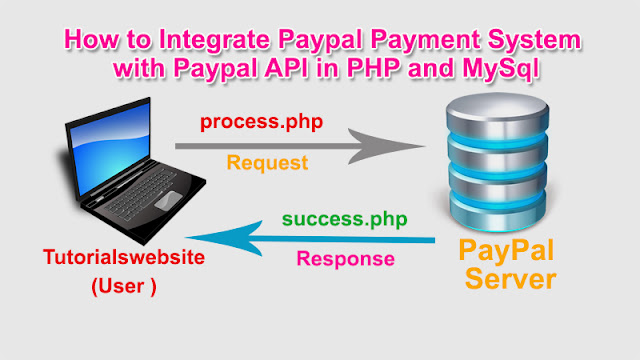 How to Integrate Paypal Payment System
with Paypal API in PHP and MySql
process.php
Request
success.php
Response
Tutorialswebsite
(User )
PayPal
Server